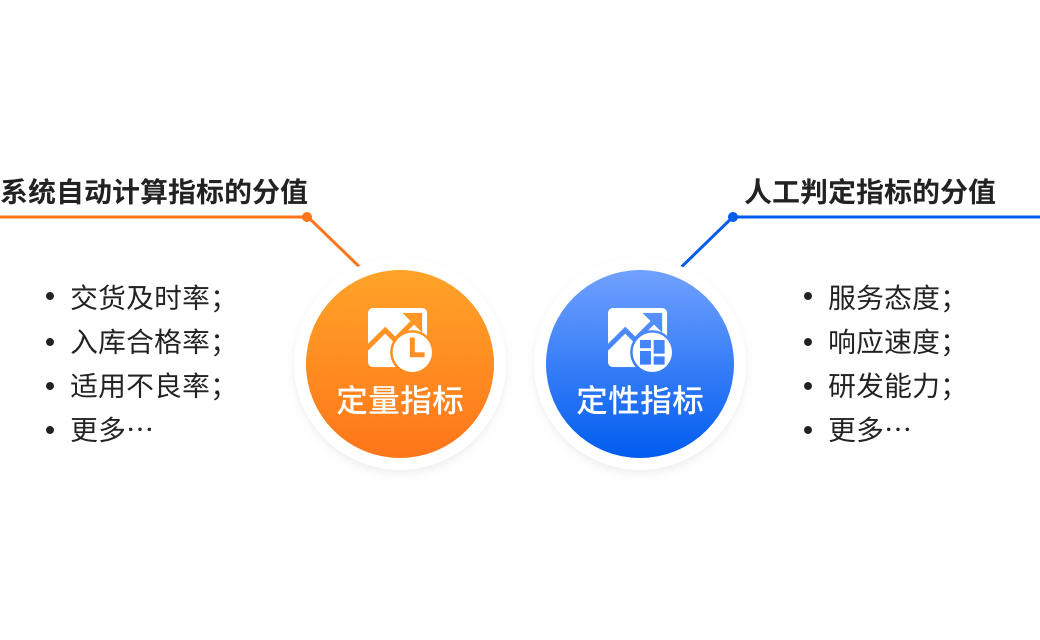 系统自动计算指标的分值
交货及时率；
入库合格率；
适用不良率；
更多…
定量指标
定性指标
人工判定指标的分值
服务态度；
响应速度；
研发能力；
更多…